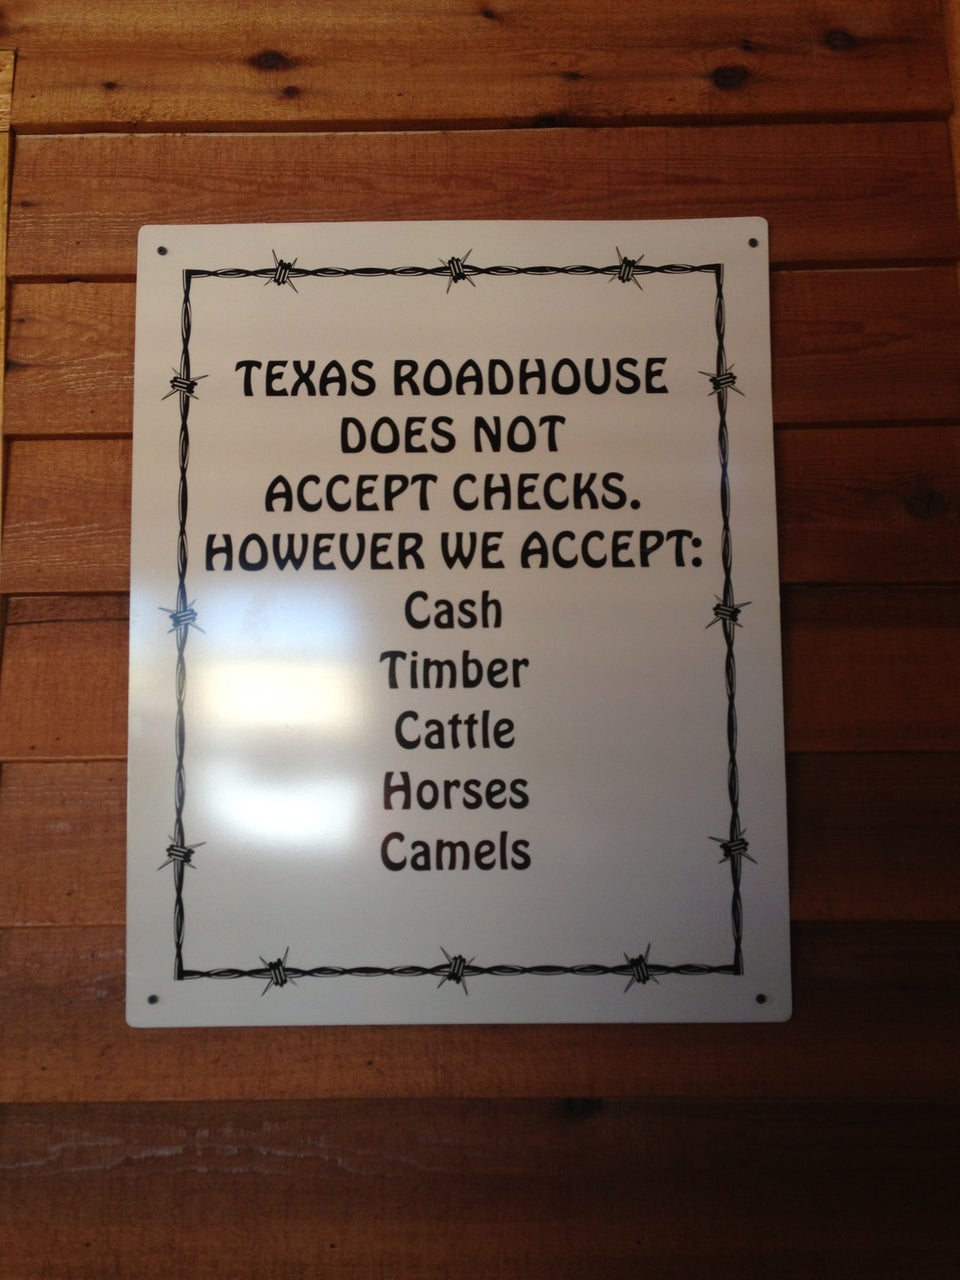 TEXAS ROADHOUSE
DOES NOT
ACCEPT CHECKS.
HOWEVER WE ACCEPT:
Cash
Timber
Cattle
Horses
Camels